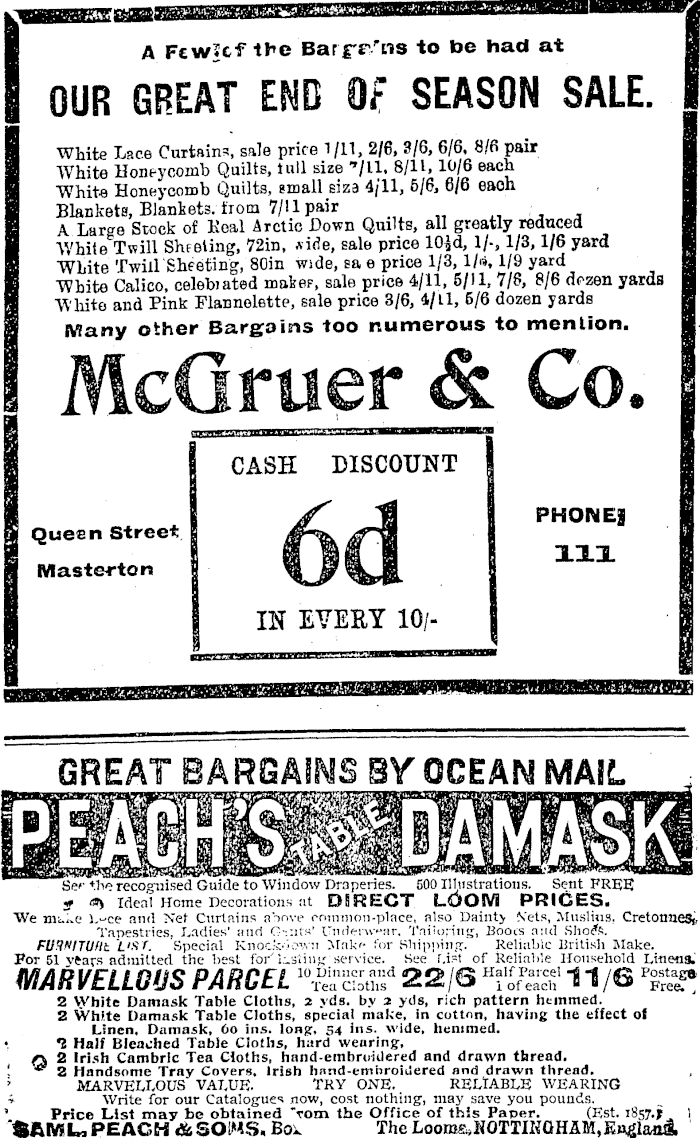 A Few of the Bargains to be had at
OUR GREAT END OF SEASON SALE.
White Lace Curtains, sale price 1/11, 2/6, 3/6, 6/6, 8/6 pair
White Honeycomb Quilts, full size 7/11, 8/11, 10/6 each
White Honeycomb Quilts, small size 4/11, 5/6, 6/6 each
Blankets, Blankets. from 7/11 pair
A Large Stock of Real Arctic Down Quilts, all greatly reduced
White Twill Sheeting, 72in, wide, sale price 10½d, 1/-, 1/3, 1/6 yard
White Twill Sheeting, 80in wide, sale price 1/3, 1/6, 1/9 yard
White Calico, celebrated maker, sale price 4/11, 5/11, 7/6, 8/6 dozen yards
White and Pink Flannelette, sale price 3/6, 4/11, 5/6 dozen yards
Many other Bargains too numerous to mention.
McGruer & Co.
CASH DISCOUNT
6d
IN EVERY 10/-
Queen Street
Masterton
PHONE
111
GREAT BARGAINS BY OCEAN MAIL
PEACH'S TABLE DAMASK
See the recognised Guide to Window Draperies. 500 Illustrations. Sent FREE
Ideal Home Decorations at DIRECT LOOM PRICES.
We make Lace and Net Curtains above common-place, also Dainty Nets, Muslins, Cretonnes,
Tapestries, Ladies' and Gents' Underwear, Tailoring, Boots and Shoes.
FURNITURE LIST. Special Knockdown Make for Shipping. Reliable British Make.
For 51 years admitted the best for lasing service. See List of Reliable Household Linens.
MARVELLOUS PARCEL 10 Dinner and Tea Cloths 22/6 Half Parcel 1 of each 11/6 Postage Free.
2 White Damask Table Cloths, 2 yds. by 2 yds, rich pattern hemmed.
2 White Damask Table Cloths, special make, in cotton, having the effect of
Linen, Damask, 60 ins. long, 54 ins. wide, hemmed.
2 Half Bleached Table Cloths, hard wearing,
2 Irish Cambric Tea Cloths, hand-embroidered and drawn thread.
2 Handsome Tray Covers, Irish hand-embroidered and drawn thread.
MARVELLOUS VALUE. TRY ONE. RELIABLE WEARING
Write for our Catalogues now, cost nothing, may save you pounds.
Price List may be obtained from the Office of this Paper. (Est. 1857.)
SAML. PEACH & SONS, Box The Looms, NOTTINGHAM, England.